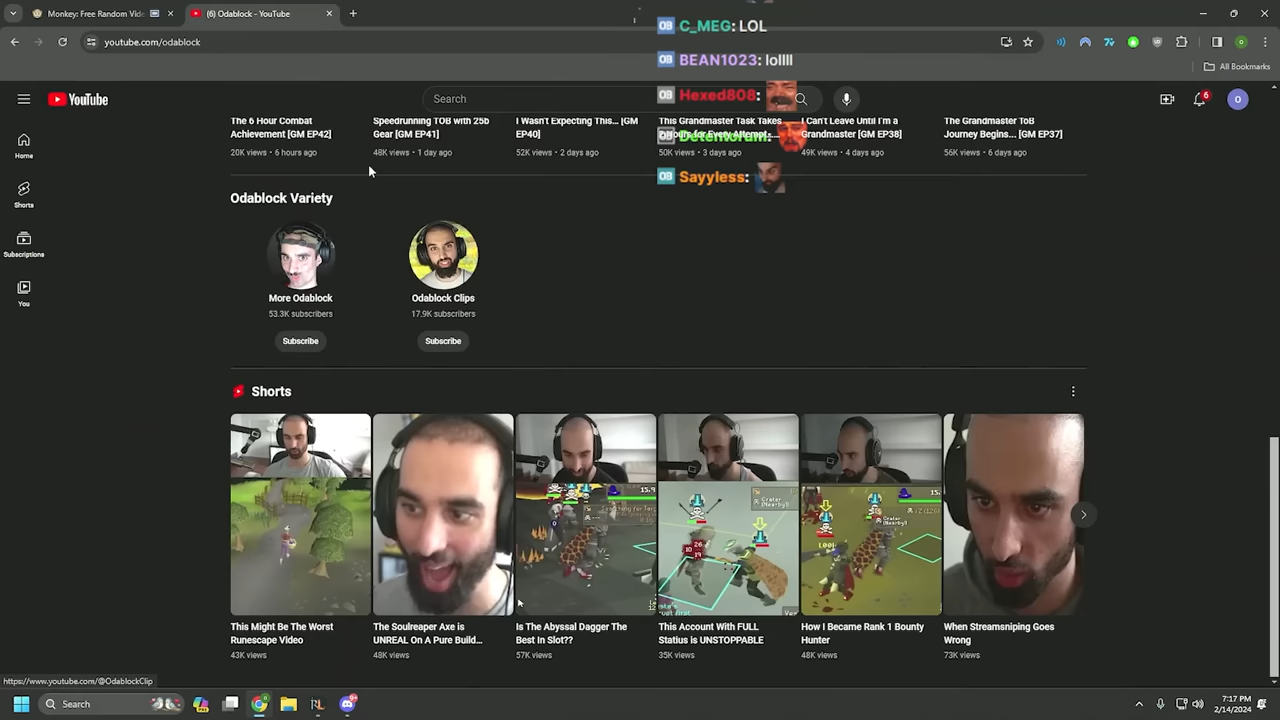 Monkey: Free Random Vide
(6) Odablock - YouTube
youtube.com/odablock
All Bookmarks
C_MEG: LOL
BEAN1023: lollll
Hexed808:
Detenvorum:
Sayyless:
YouTube
Search
6
O
Home
Shorts
Subscriptions
You
The 6 Hour Combat
Achievement [GM EP42]
20K views • 6 hours ago
Speedrunning TOB with 25b
Gear [GM EP41]
48K views • 1 day ago
I Wasn't Expecting This... [GM
EP40]
52K views • 2 days ago
This Grandmaster Task Takes
50K views • 3 days ago
I Can't Leave Until I'm a
Grandmaster [GM EP38]
49K views • 4 days ago
The Grandmaster ToB
Journey Begins... [GM EP37]
56K views • 6 days ago
Odablock Variety
More Odablock
53.3K subscribers
Subscribe
Odablock Clips
17.9K subscribers
Subscribe
Shorts
This Might Be The Worst
Runescape Video
43K views
The Soulreaper Axe is
UNREAL On A Pure Build...
48K views
Is The Abyssal Dagger The
Best In Slot??
57K views
This Account With FULL
Statius is UNSTOPPABLE
35K views
How I Became Rank 1 Bounty
Hunter
48K views
When Streamsniping Goes
Wrong
73K views
https://www.youtube.com/@OdablockClip
Search
7:17 PM
2/14/2024